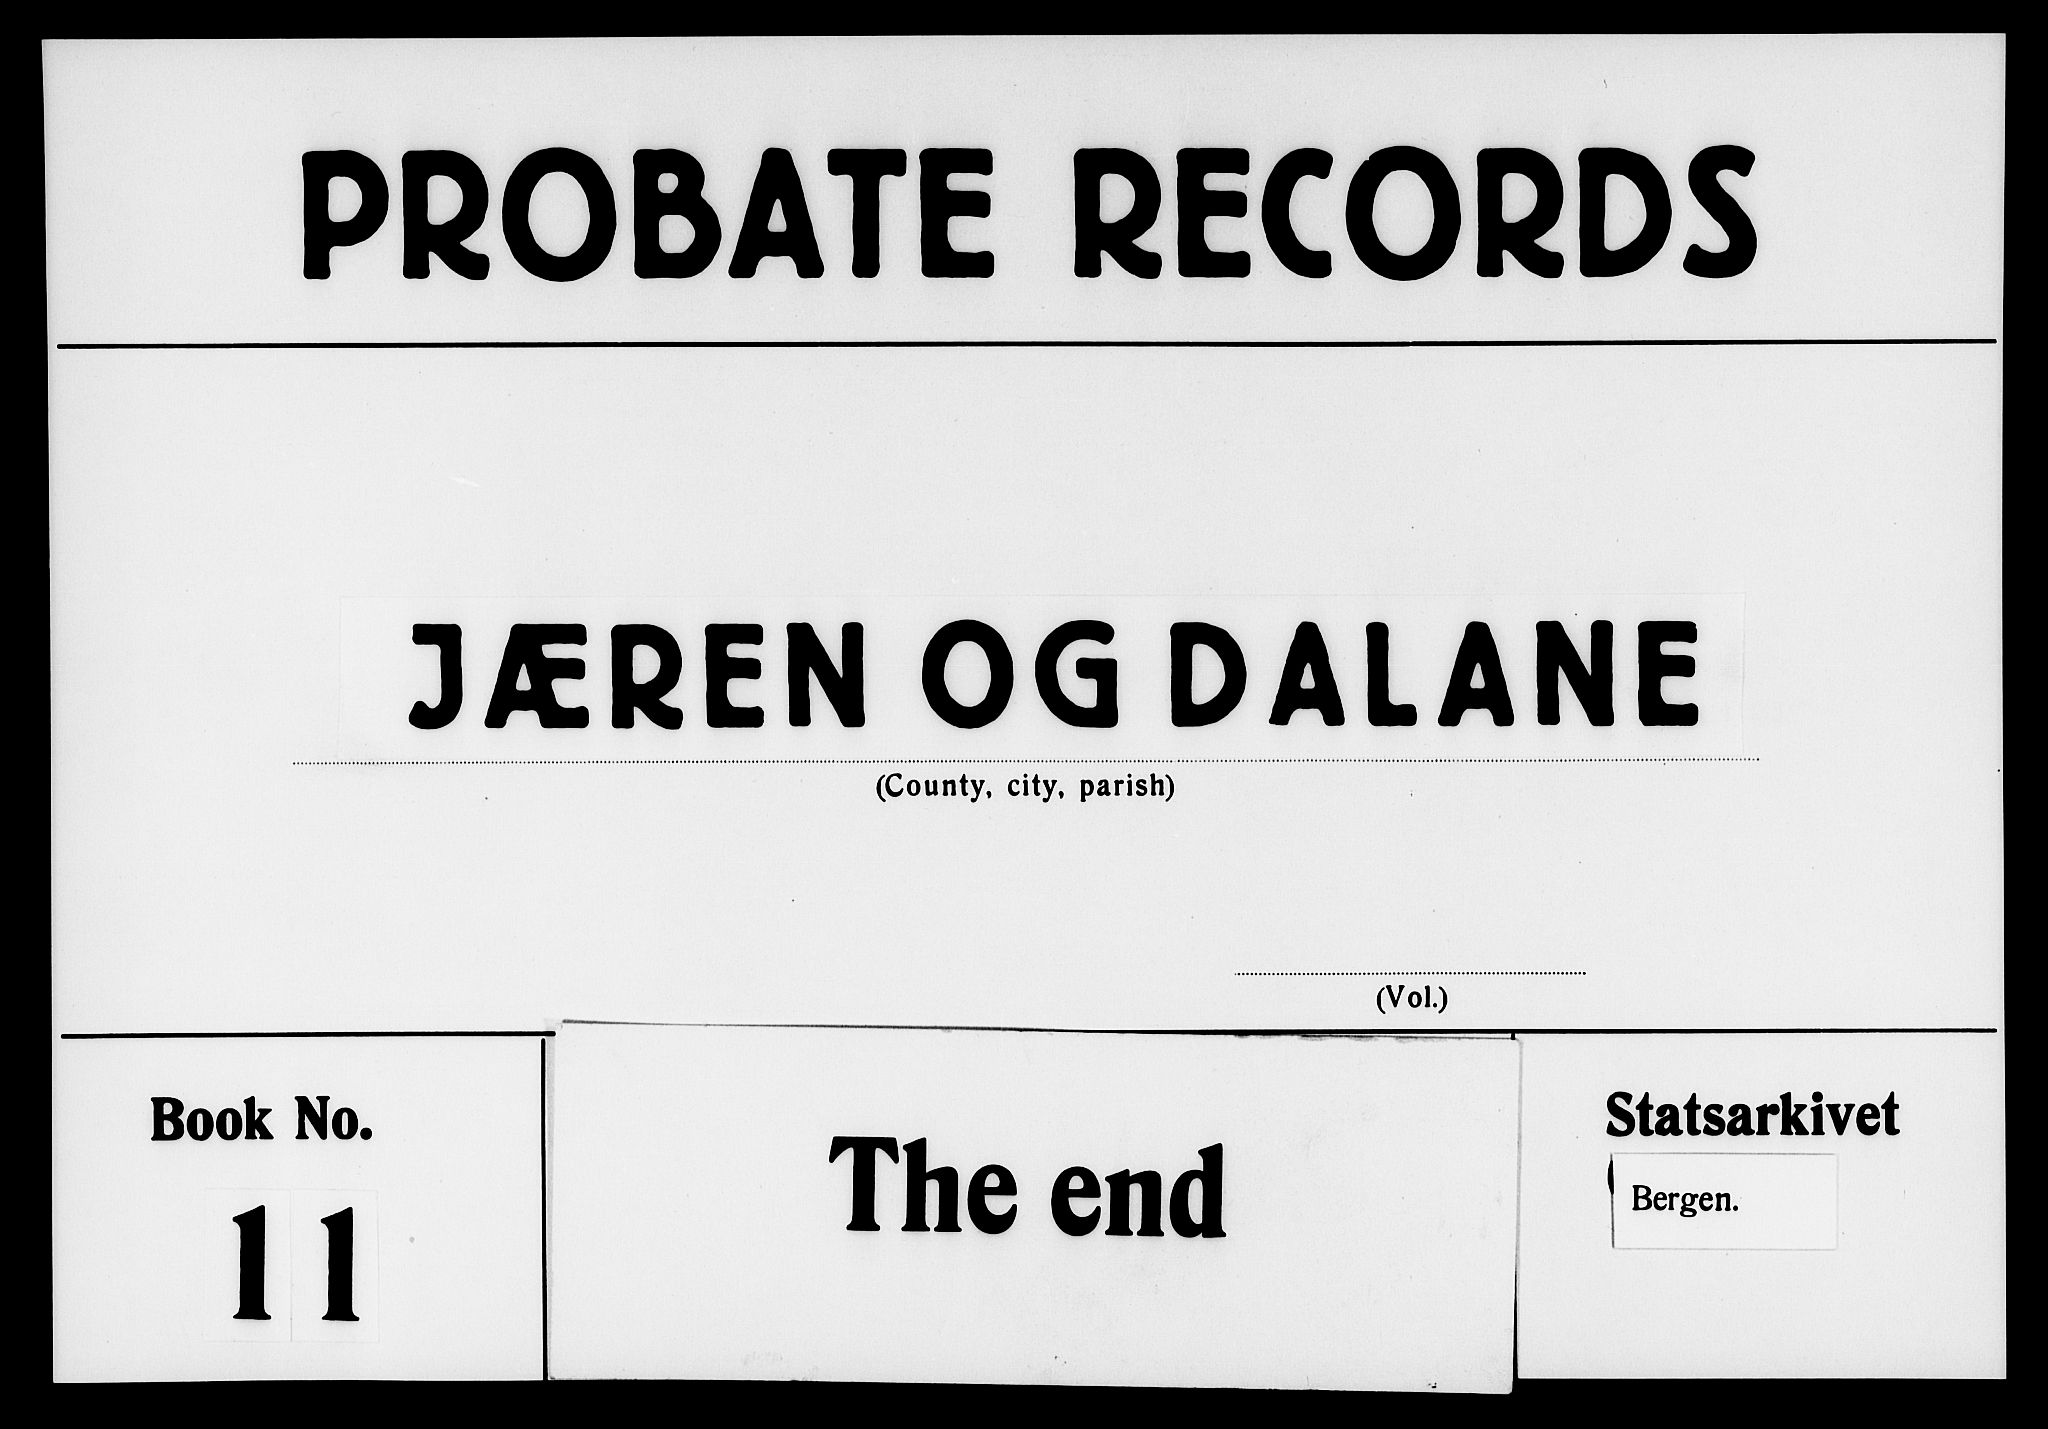 PROBATE RECORDS
JÆREN OG DALANE
(County, city, parish)
(Vol.)
Book No.
11
The end
Statsarkivet
Bergen.